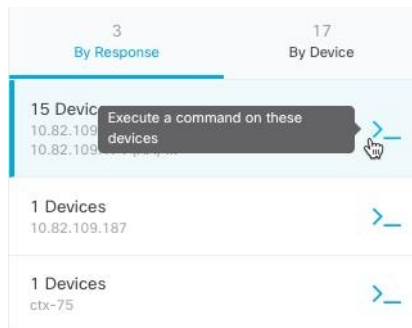 3
17
By Response
By Device
15 Devic
Execute a command on these
devices
10.82.109
10.82.109
1 Devices
10.82.109.187
1 Devices
ctx-75